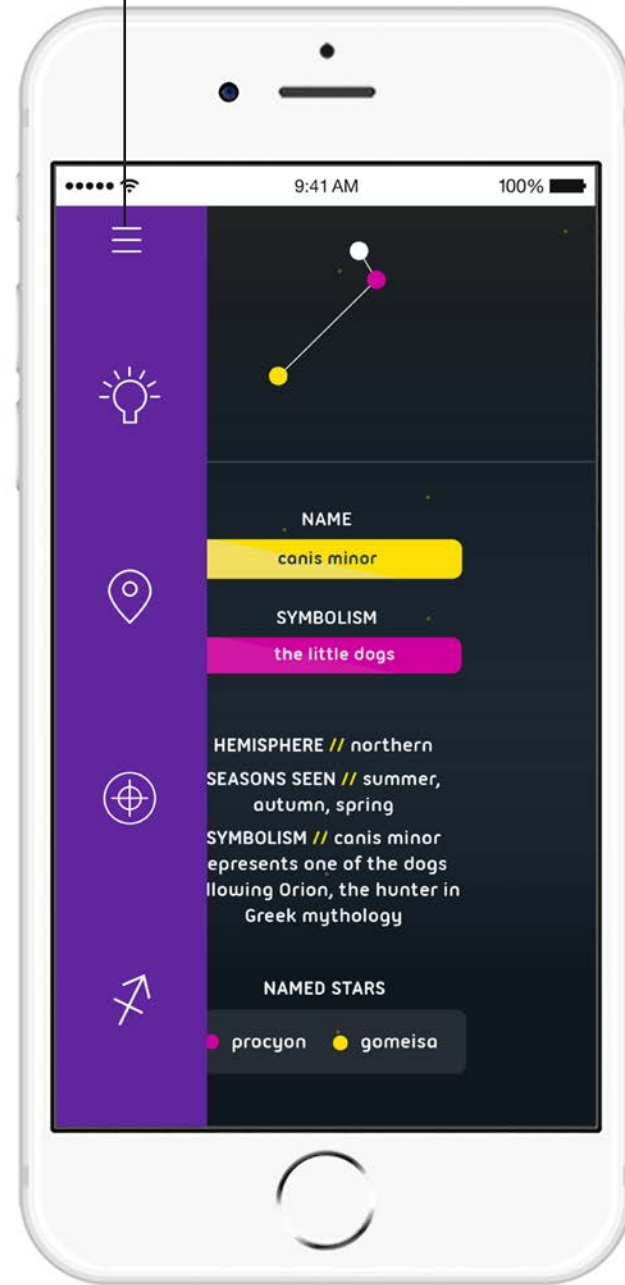 9:41 AM 100%
NAME
canis minor
SYMBOLISM
the little dogs
HEMISPHERE // northern
SEASONS SEEN // summer,
autumn, spring
SYMBOLISM // canis minor
epresents one of the dogs
llowing Orion, the hunter in
Greek mythology
NAMED STARS
procyon gomeisa